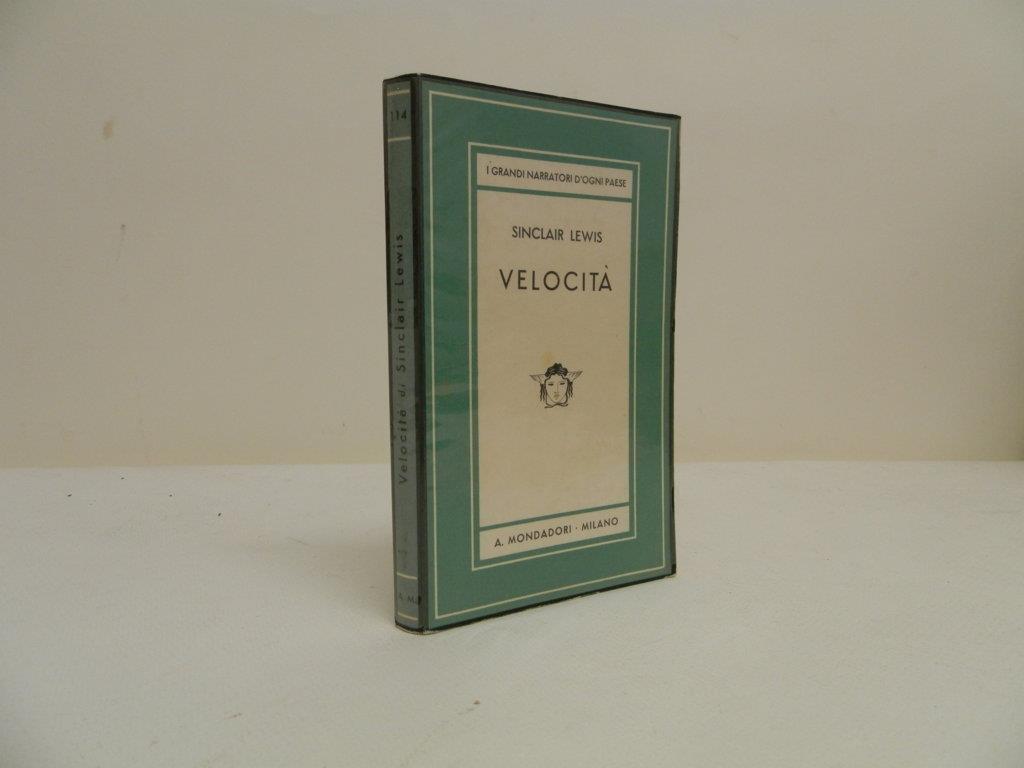 I GRANDI NARRATORI D'OGNI PAESE
SINCLAIR LEWIS
VELOCITÀ
A. MONDADORI · MILANO
114
Velocità di Sinclair Lewis